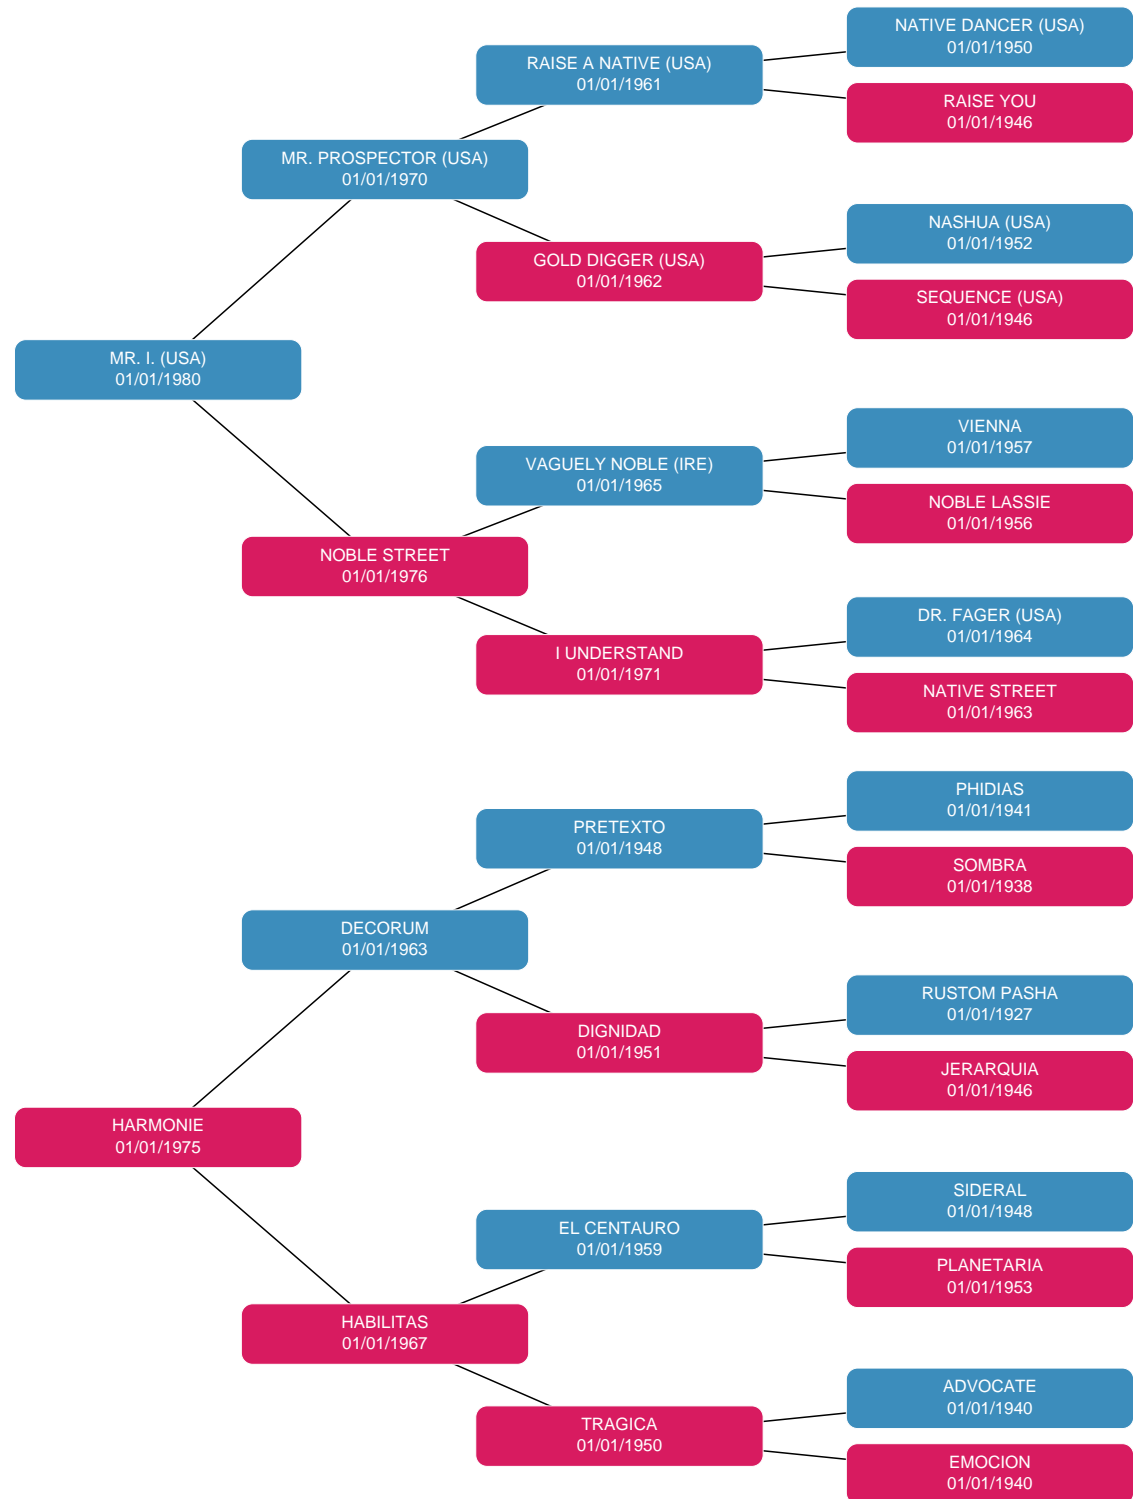 NATIVE DANCER (USA)
01/01/1950
RAISE A NATIVE (USA)
01/01/1961
RAISE YOU
01/01/1946
MR. PROSPECTOR (USA)
01/01/1970
NASHUA (USA)
01/01/1952
GOLD DIGGER (USA)
01/01/1962
SEQUENCE (USA)
01/01/1946
MR. I. (USA)
01/01/1980
VIENNA
01/01/1957
VAGUELY NOBLE (IRE)
01/01/1965
NOBLE LASSIE
01/01/1956
NOBLE STREET
01/01/1976
DR. FAGER (USA)
01/01/1964
I UNDERSTAND
01/01/1971
NATIVE STREET
01/01/1963
PHIDIAS
01/01/1941
PRETEXTO
01/01/1948
SOMBRA
01/01/1938
DECORUM
01/01/1963
RUSTOM PASHA
01/01/1927
DIGNIDAD
01/01/1951
JERARQUIA
01/01/1946
HARMONIE
01/01/1975
SIDERAL
01/01/1948
EL CENTAURO
01/01/1959
PLANETARIA
01/01/1953
HABILITAS
01/01/1967
ADVOCATE
01/01/1940
TRAGICA
01/01/1950
EMOCION
01/01/1940